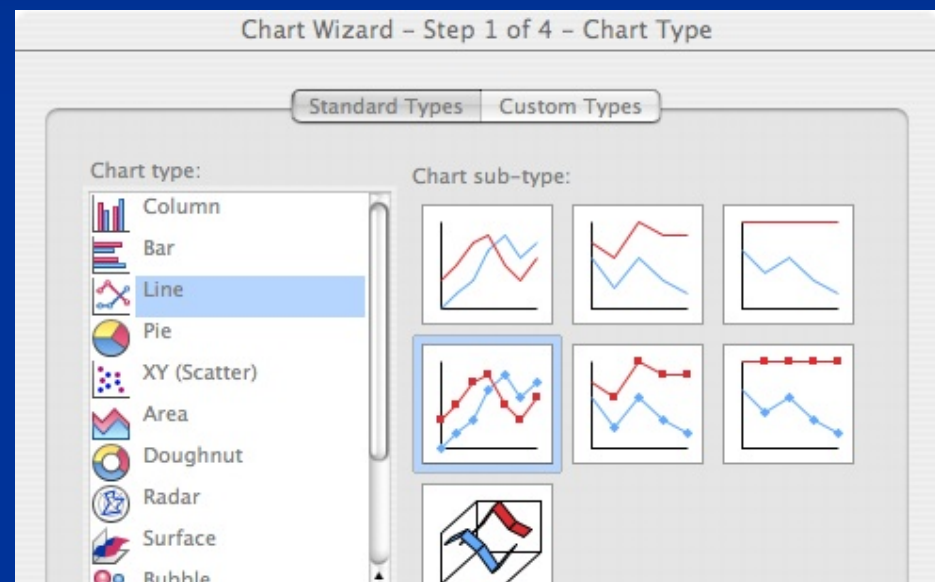 Chart Wizard – Step 1 of 4 – Chart Type
Standard Types
Custom Types
Chart type:
Chart sub-type:
Column
Bar
Line
Pie
XY (Scatter)
Area
Doughnut
Radar
Surface
Bubble